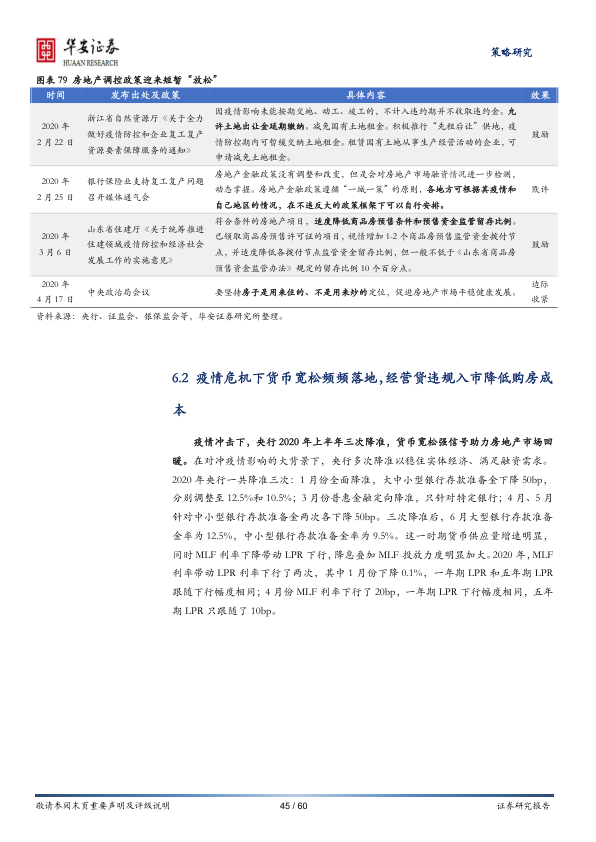 华安证券
HUAAN RESEARCH
策略研究
图表 79 房地产调控政策迎来短暂“放松”
时间 发布出处及政策 具体内容 效果
2020 年
2 月 22 日
浙江省自然资源厅《关于全力
做好疫情防控和企业复工复产
资源要素保障服务的通知》
因疫情影响未能按期交地、动工、竣工的，不计入违约期并不收取违约金。允
许土地出让金延期缴纳。减免国有土地租金。积极推行“先租后让”供地，疫
情防控期内可暂缓交纳土地租金。租赁国有土地从事生产经营活动的企业，可
申请减免土地租金。
鼓励
2020 年
2 月 25 日
银行保险业支持复工复产问题
召开媒体通气会
房地产金融政策没有调整和改变，但是会对房地产市场融资情况进一步检测，
动态掌握。房地产金融政策遵循“一城一策”的原则，各地方可根据其疫情和
自己地区的情况，在不违反大的政策框架下可以自行安排。
默许
2020 年
3 月 6 日
山东省住建厅《关于统筹推进
住建领域疫情防控和经济社会
发展工作的实施意见》
符合条件的房地产项目，适度降低商品房预售条件和预售资金监管留存比例。
已领取商品房预售许可证的项目，视情增加 1-2 个商品房预售监管资金拨付节
点，并适度降低各拨付节点监管资金留存比例，但一般不低于《山东省商品房
预售资金监管办法》规定的留存比例 10 个百分点。
鼓励
2020 年
4 月 17 日
中央政治局会议
要坚持房子是用来住的、不是用来炒的定位，促进房地产市场平稳健康发展。
边际
收紧
资料来源：央行、证监会、银保监会等，华安证券研究所整理。
6.2 疫情危机下货币宽松频频落地，经营贷违规入市降低购房成
本
疫情冲击下，央行 2020 年上半年三次降准，货币宽松强信号助力房地产市场回
暖。在对冲疫情影响的大背景下，央行多次降准以稳住实体经济、满足融资需求。
2020 年央行一共降准三次：1 月份全面降准，大中小型银行存款准备金下降 50bp，
分别调整至 12.5%和 10.5%；3 月份普惠金融定向降准，只针对特定银行；4 月、5 月
针对中小型银行存款准备金两次各下降 50bp。三次降准后，6 月大型银行存款准备
金率为 12.5%，中小型银行存款准备金率为 9.5%。这一时期货币供应量增速明显，
同时 MLF 利率下降带动 LPR 下行，降息叠加 MLF 投放力度明显加大。2020 年，MLF
利率带动 LPR 利率下行了两次，其中 1 月份下降 0.1%，一年期 LPR 和五年期 LPR
跟随下行幅度相同；4 月份 MLF 利率下行了 20bp，一年期 LPR 下行幅度相同，五年
期 LPR 只跟随了 10bp。
敬请参阅末页重要声明及评级说明
45 / 60
证券研究报告